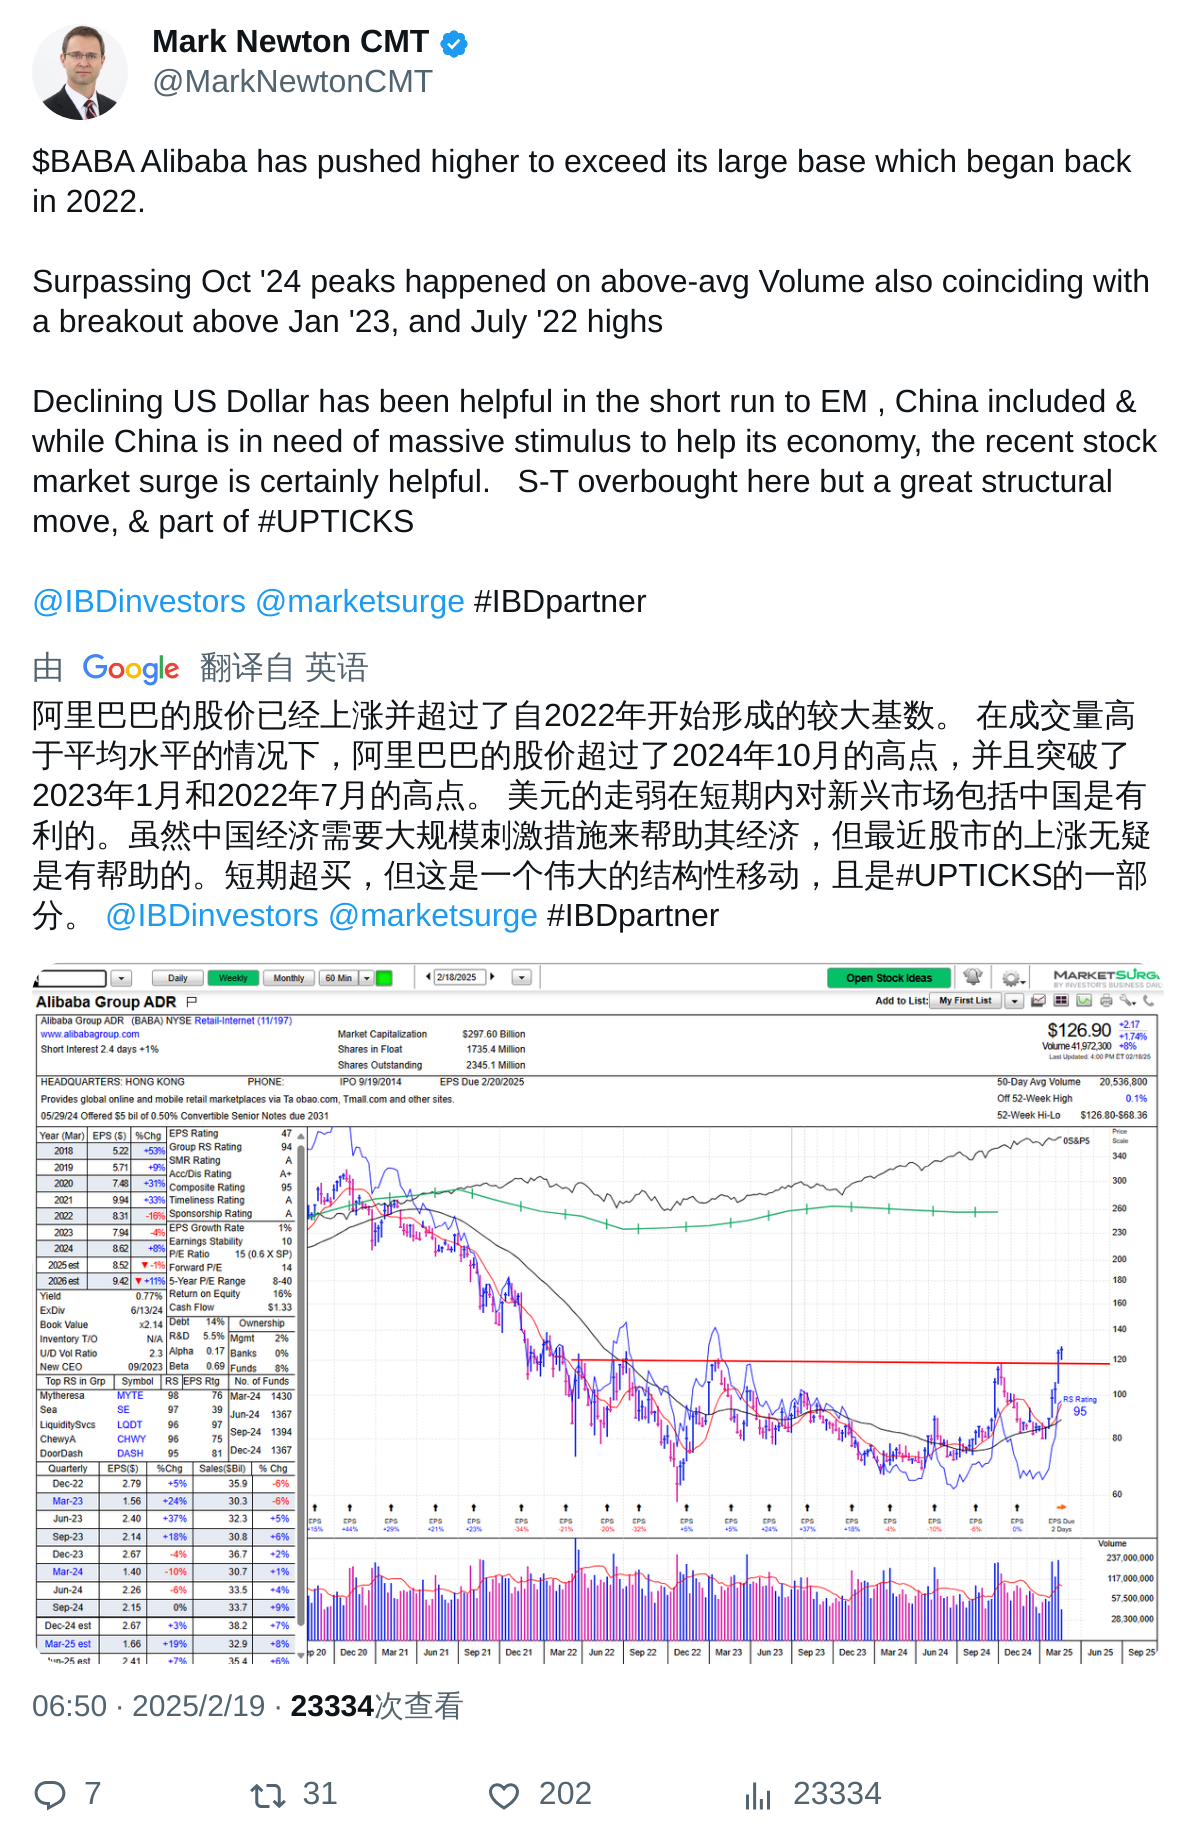 Mark Newton CMT
@MarkNewtonCMT
$BABA Alibaba has pushed higher to exceed its large base which began back
in 2022.
Surpassing Oct '24 peaks happened on above-avg Volume also coinciding with
a breakout above Jan '23, and July '22 highs
Declining US Dollar has been helpful in the short run to EM , China included &
while China is in need of massive stimulus to help its economy, the recent stock
market surge is certainly helpful.   S-T overbought here but a great structural
move, & part of #UPTICKS
@IBDinvestors @marketsurge #IBDpartner
由 Google 翻译自 英语
阿里巴巴的股价已经上涨并超过了自2022年开始形成的较大基数。 在成交量高
于平均水平的情况下，阿里巴巴的股价超过了2024年10月的高点，并且突破了
2023年1月和2022年7月的高点。 美元的走弱在短期内对新兴市场包括中国是有
利的。虽然中国经济需要大规模刺激措施来帮助其经济，但最近股市的上涨无疑
是有帮助的。短期超买，但这是一个伟大的结构性移动，且是#UPTICKS的一部
分。 @IBDinvestors @marketsurge #IBDpartner
Daily Weekly Monthly 60 Min 2/18/2025 Open Stock Ideas MARKETSURG
BY INVESTOR'S BUSINESS DAIL
Alibaba Group ADR Add to List: My First List
Alibaba Group ADR (BABA) NYSE Retail-Internet (11/197)
www.alibabagroup.com Market Capitalization $297.60 Billion $126.90 +2.17 +1.74%
Short Interest 2.4 days +1% Shares in Float 1735.4 Million Volume 41,972,300 +8%
Shares Outstanding 2345.1 Million Last Updated: 4:00 PM ET 02/18/25
HEADQUARTERS: HONG KONG PHONE: IPO 9/19/2014 EPS Due 2/20/2025 50-Day Avg Volume 20,536,800
Provides global online and mobile retail marketplaces via Ta obao.com, Tmall.com and other sites. Off 52-Week High 0.1%
05/29/24 Offered $5 bil of 0.50% Convertible Senior Notes due 2031 52-Week Hi-Lo $126.80-$68.36
Year (Mar) EPS ($) %Chg
2018 5.22 +53%
2019 5.71 +9%
2020 7.48 +31%
2021 9.94 +33%
2022 8.31 -16%
2023 7.94 -4%
2024 8.62 +8%
2025 est 8.52 ▼-1%
2026 est 9.42 ▼+11%
Yield 0.77%
ExDiv 6/13/24
Book Value x2.14
Inventory T/O N/A
U/D Vol Ratio 2.3
New CEO 09/2023
EPS Rating 47
Group RS Rating 94
SMR Rating A
Acc/Dis Rating A+
Composite Rating 95
Timeliness Rating A
Sponsorship Rating A
EPS Growth Rate 1%
Earnings Stability 10
P/E Ratio 15 (0.6 X SP)
Forward P/E 14
5-Year P/E Range 8-40
Return on Equity 16%
Cash Flow $1.33
Debt 14%
R&D 5.5%
Alpha 0.17
Beta 0.69
Ownership
Mgmt 2%
Banks 0%
Funds 8%
Top RS in Grp Symbol RS EPS Rtg
Mytheresa MYTE 98 76
Sea SE 97 39
LiquiditySvcs LQDT 96 97
ChewyA CHWY 96 75
DoorDash DASH 95 81
No. of Funds
Mar-24 1430
Jun-24 1367
Sep-24 1394
Dec-24 1367
Quarterly EPS($) %Chg Sales($Bil) % Chg
Dec-22 2.79 +5% 35.9 -6%
Mar-23 1.56 +24% 30.3 -6%
Jun-23 2.40 +37% 32.3 +5%
Sep-23 2.14 +18% 30.8 +6%
Dec-23 2.67 -4% 36.7 +2%
Mar-24 1.40 -10% 30.7 +1%
Jun-24 2.26 -6% 33.5 +4%
Sep-24 2.15 0% 33.7 +9%
Dec-24 est 2.67 +3% 38.2 +7%
Mar-25 est 1.66 +19% 32.9 +8%
un-25 est 2.41 +7% 35.4 +6%
Price
Scale
0S&P5
340
300
260
230
200
180
160
140
120
100
80
60
RS Rating
95
EPS EPS EPS EPS EPS EPS EPS EPS EPS EPS EPS EPS EPS EPS EPS EPS EPS EPS Due
+15% +44% +29% +21% +23% -34% -21% -20% -32% +5% +5% +24% +37% +18% -4% -10% -6% 0% 2 Days
Volume
237,000,000
117,000,000
57,500,000
28,300,000
p 20 Dec 20 Mar 21 Jun 21 Sep 21 Dec 21 Mar 22 Jun 22 Sep 22 Dec 22 Mar 23 Jun 23 Sep 23 Dec 23 Mar 24 Jun 24 Sep 24 Dec 24 Mar 25 Jun 25 Sep 25
06:50 · 2025/2/19 · 23334次查看
7 31 202 23334